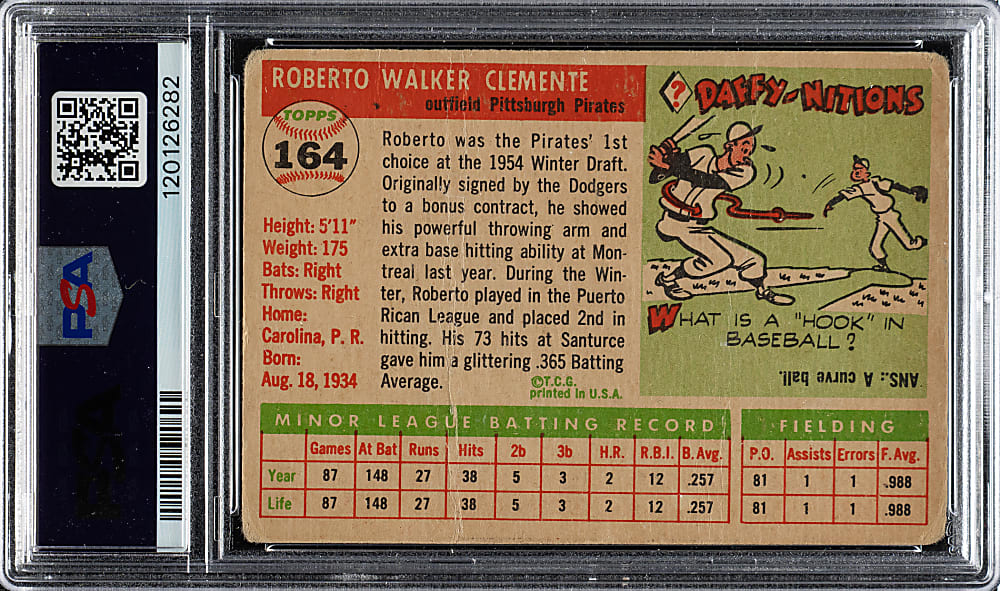 120126282
PSA
PSA
ROBERTO WALKER CLEMENTE
outfield Pittsburgh Pirates
TOPPS
164
Height: 5'11"
Weight: 175
Bats: Right
Throws: Right
Home:
Carolina, P. R.
Born:
Aug. 18, 1934
Roberto was the Pirates' 1st
choice at the 1954 Winter Draft.
Originally signed by the Dodgers
to a bonus contract, he showed
his powerful throwing arm and
extra base hitting ability at Mon-
treal last year. During the Win-
ter, Roberto played in the Puerto
Rican League and placed 2nd in
hitting. His 73 hits at Santurce
gave him a glittering .365 Batting
Average.
©T.C.G.
printed in U.S.A.
? DAFFY-NITIONS
WHAT IS A "HOOK" IN
BASEBALL?
ANS.: A curve ball.
MINOR LEAGUE BATTING RECORD
Games At Bat Runs Hits 2b 3b H.R. R.B.I. B. Avg.
Year 87 148 27 38 5 3 2 12 .257
Life 87 148 27 38 5 3 2 12 .257
FIELDING
P.O. Assists Errors F. Avg.
81 1 1 .988
81 1 1 .988